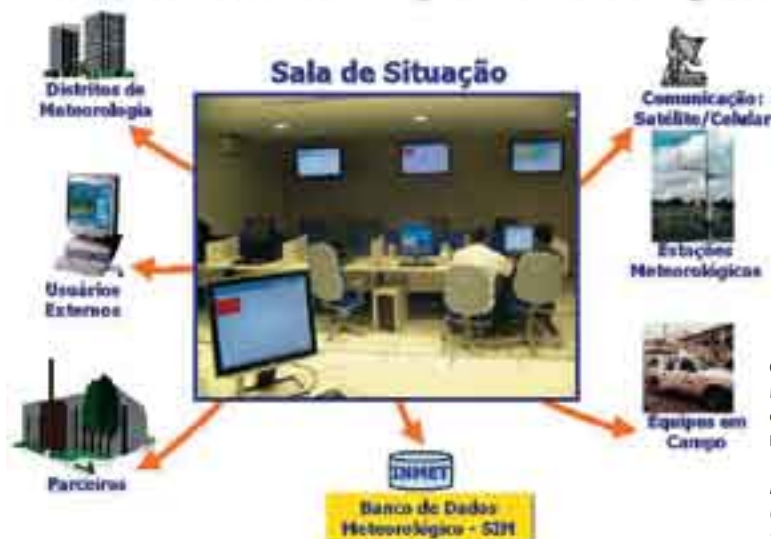 Sala de Situação
Distritos de
Meteorologia
Comunicação:
Satélite/Celular
Usuários
Externos
Estações
Meteorológicas
Parceiros
Equipes em
Campo
INMET
Banco de Dados
Meteorológico - SIM